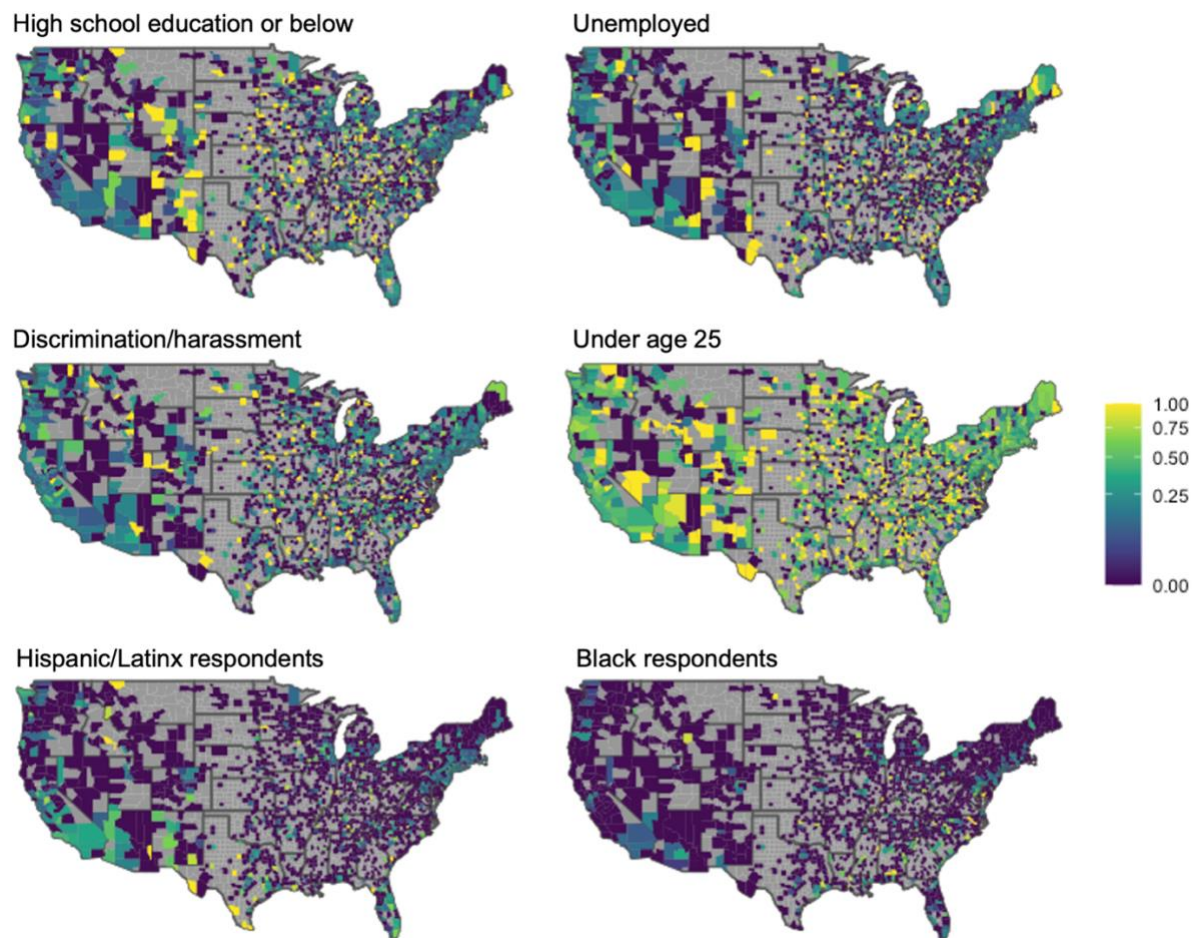 High school education or below
Unemployed
Discrimination/harassment
Under age 25
1.00
0.75
0.50
0.25
0.00
Hispanic/Latinx respondents
Black respondents